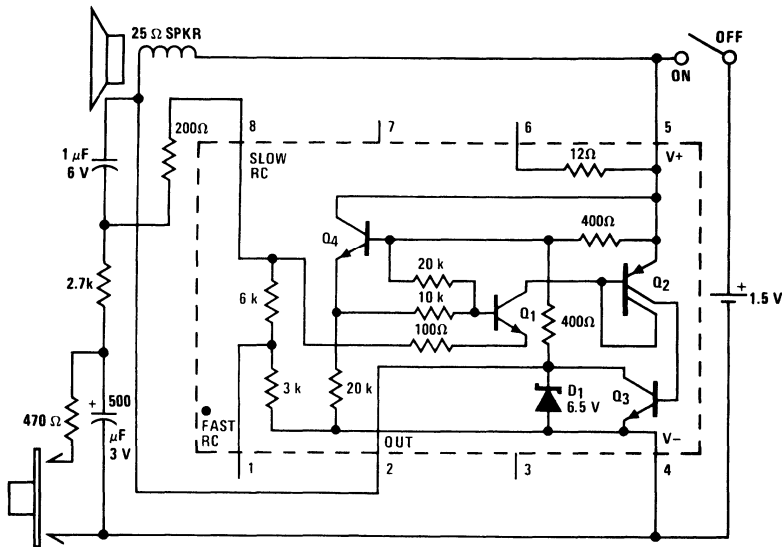 25 Ω SPKR
OFF
ON
200Ω
8
7
6
5
SLOW
RC
V+
12Ω
1 µF
6 V
400Ω
Q4
20 k
Q2
2.7k
6 k
10 k
Q1
+
1.5 V
100Ω
400Ω
+
500
µF
3 V
470 Ω
3 k
20 k
D1
6.5 V
Q3
FAST
RC
OUT
V−
1
2
3
4